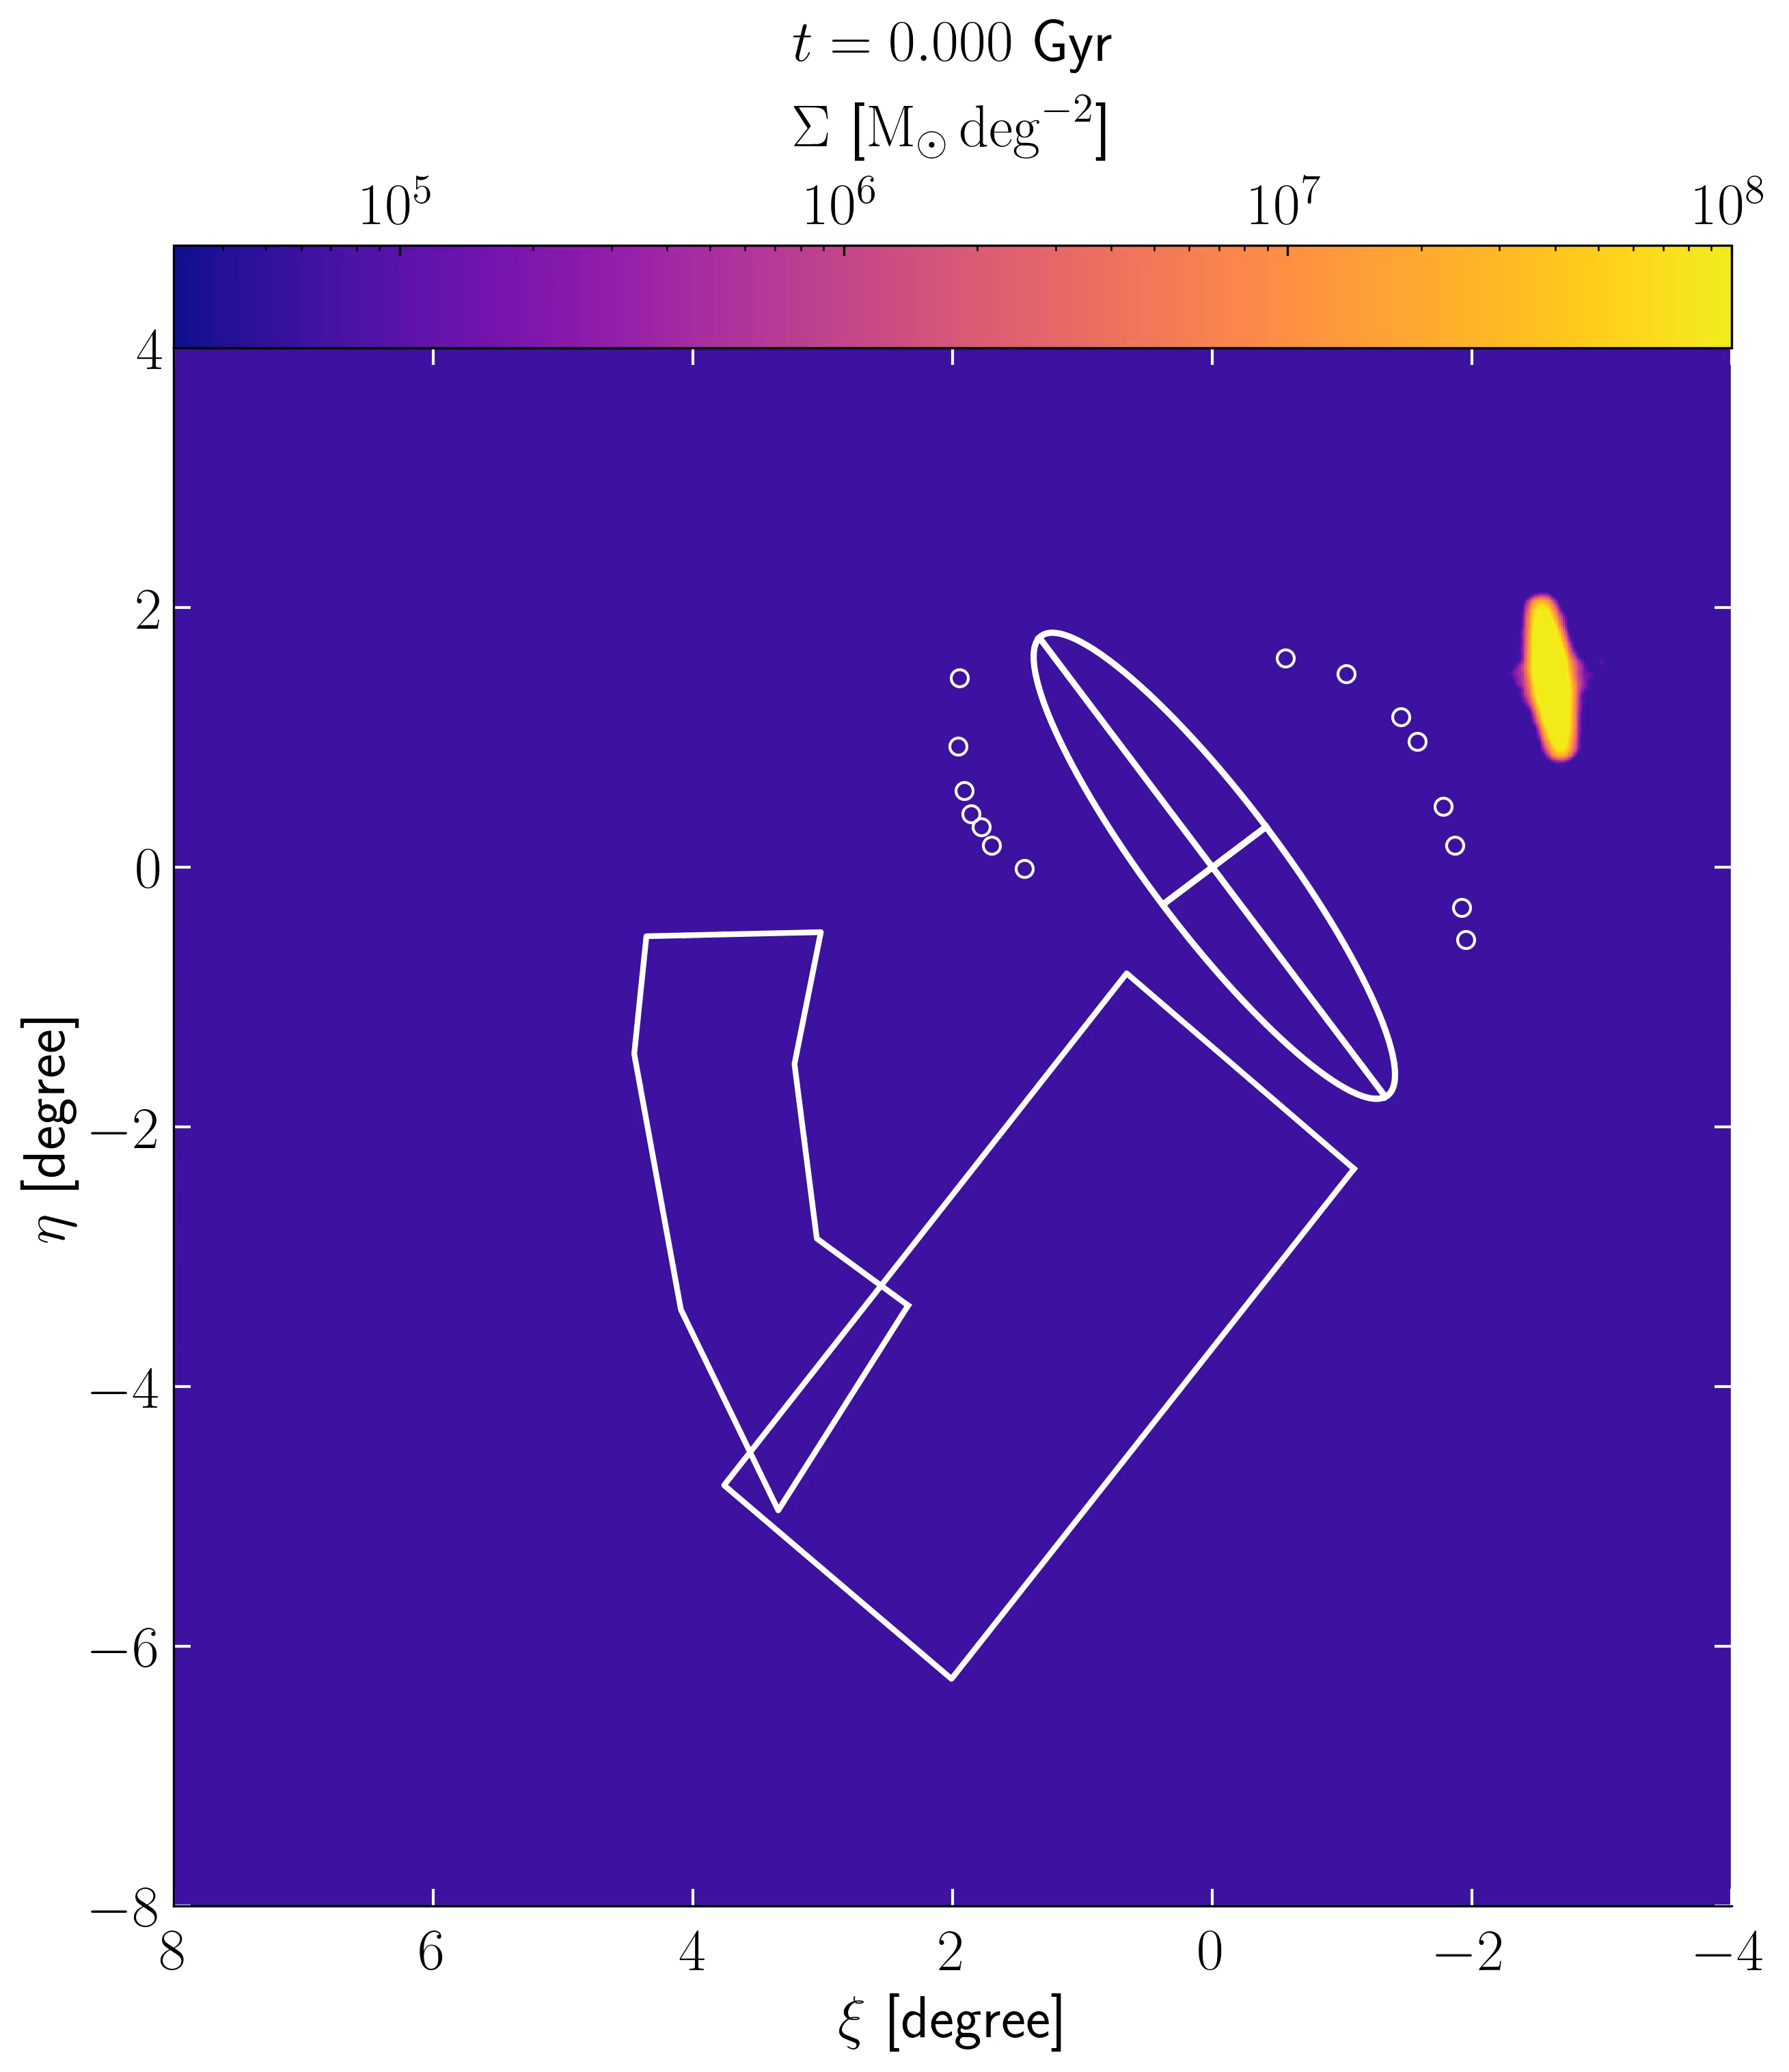 t = 0.000 Gyr
Σ [M⊙ deg⁻²]
10⁵ 10⁶ 10⁷ 10⁸
4
2
0
−2
−4
−6
−8
η [degree]
8 6 4 2 0 −2 −4
ξ [degree]